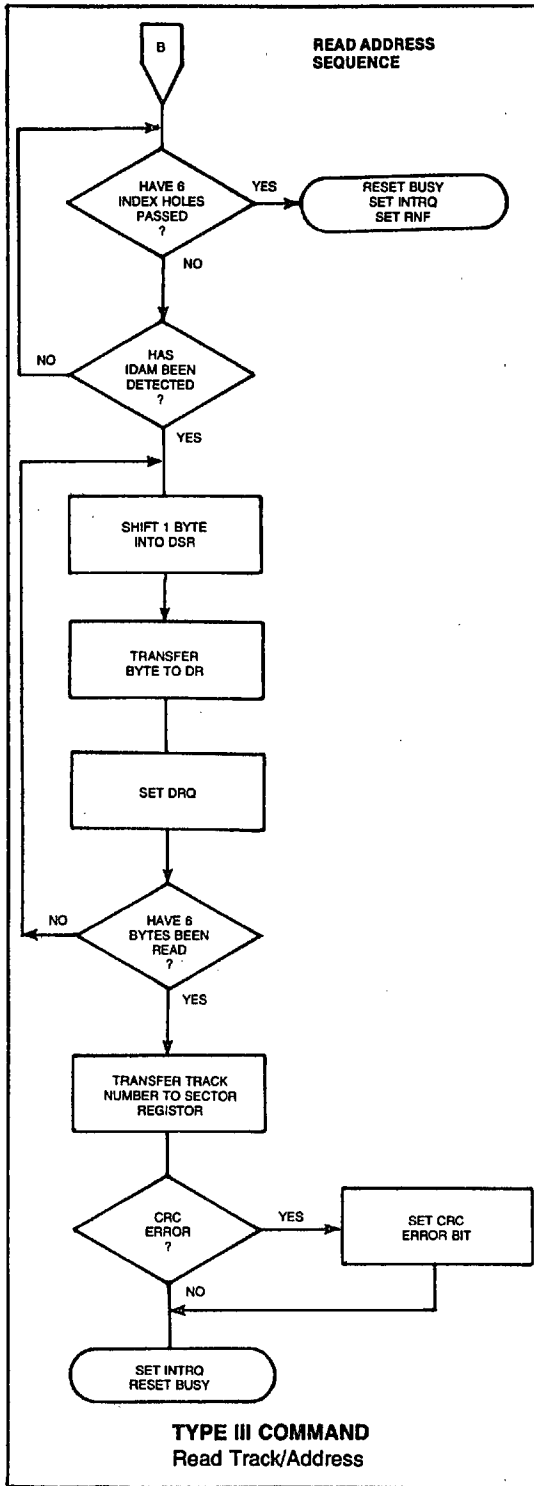 B
READ ADDRESS
SEQUENCE
HAVE 6
INDEX HOLES
PASSED
?
YES
RESET BUSY
SET INTRQ
SET RNF
NO
NO
HAS
IDAM BEEN
DETECTED
?
YES
SHIFT 1 BYTE
INTO DSR
TRANSFER
BYTE TO DR
SET DRQ
NO
HAVE 6
BYTES BEEN
READ
?
YES
TRANSFER TRACK
NUMBER TO SECTOR
REGISTOR
CRC
ERROR
?
YES
SET CRC
ERROR BIT
NO
SET INTRQ
RESET BUSY
TYPE III COMMAND
Read Track/Address